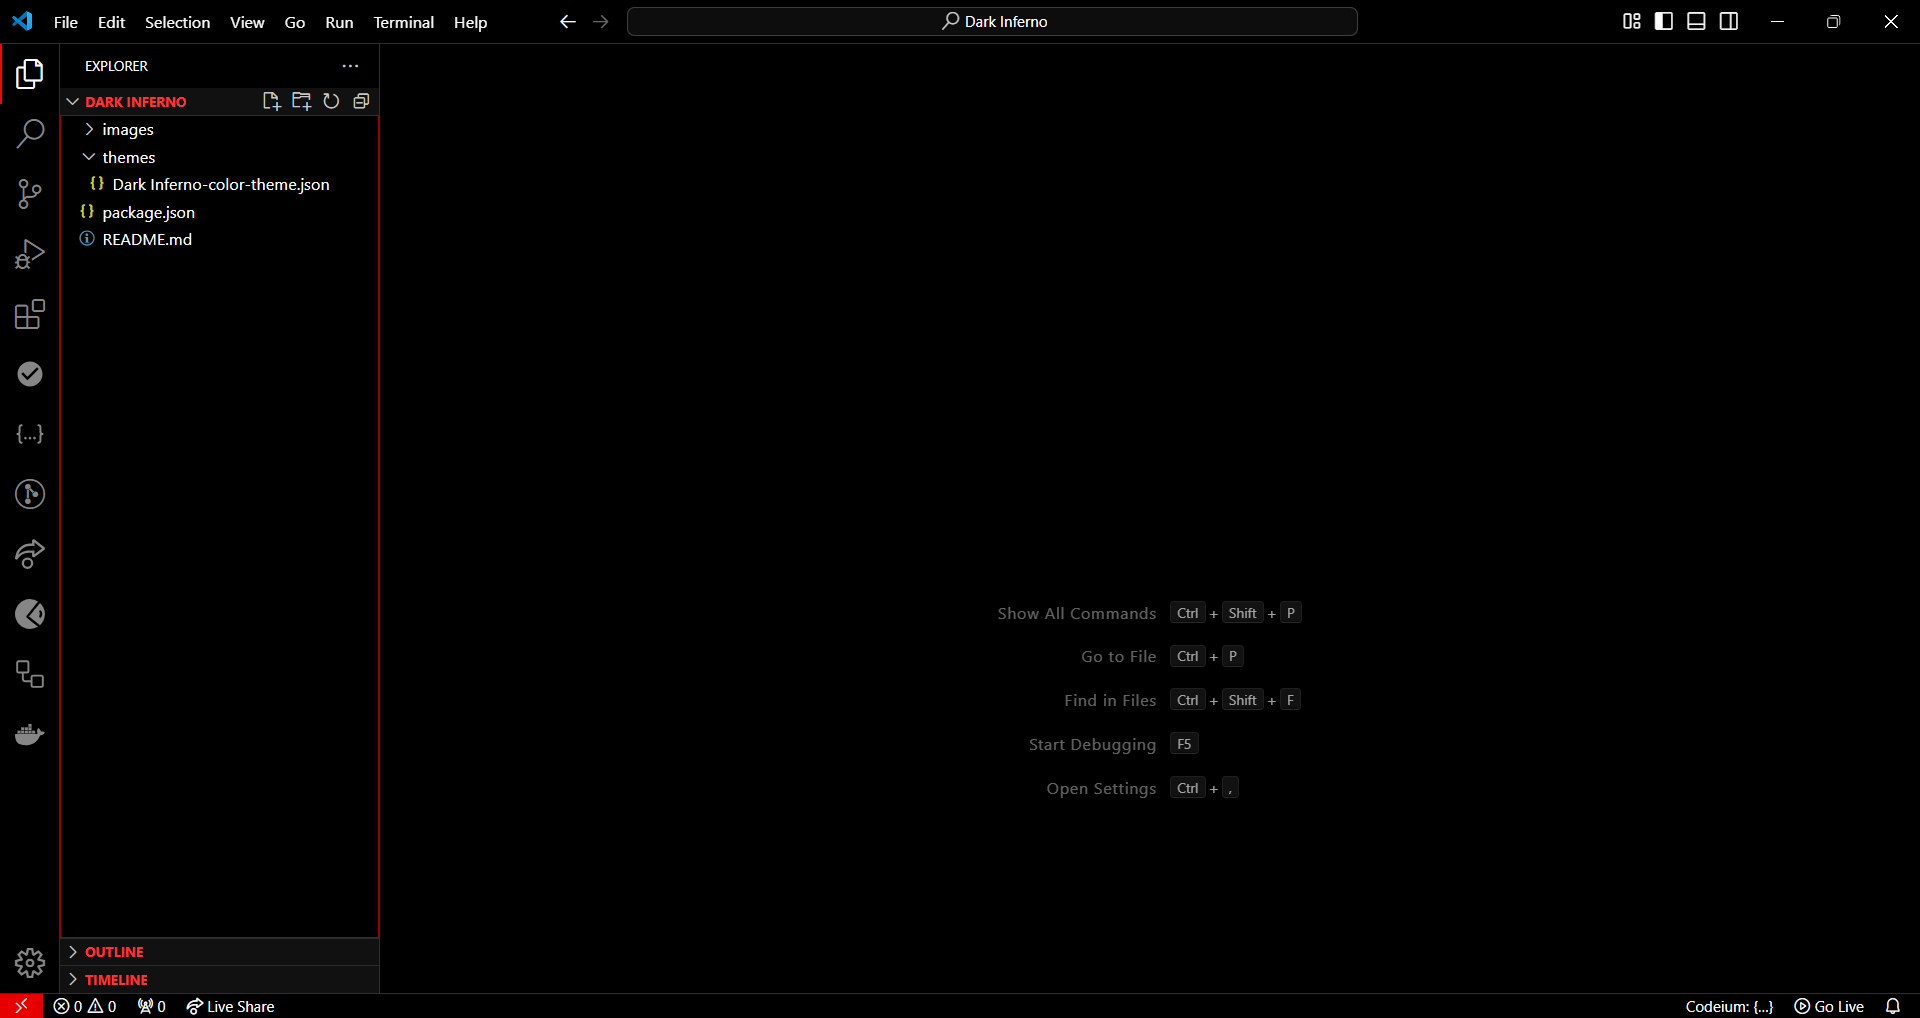 File Edit Selection View Go Run Terminal Help
Dark Inferno
EXPLORER
DARK INFERNO
images
themes
{} Dark Inferno-color-theme.json
{} package.json
README.md
{...}
Show All Commands Ctrl + Shift + P
Go to File Ctrl + P
Find in Files Ctrl + Shift + F
Start Debugging F5
Open Settings Ctrl + ,
OUTLINE
TIMELINE
0 0 0 Live Share
Codeium: {...} Go Live